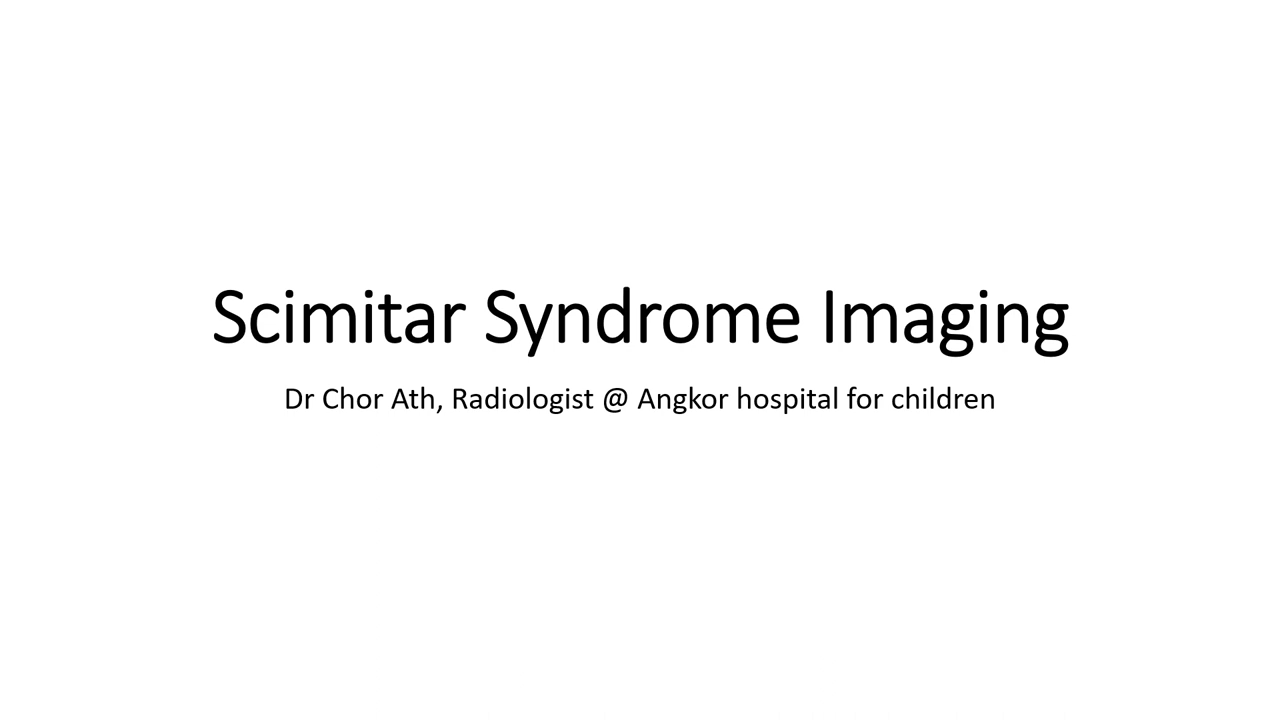 Scimitar Syndrome Imaging
Dr Chor Ath, Radiologist @ Angkor hospital for children